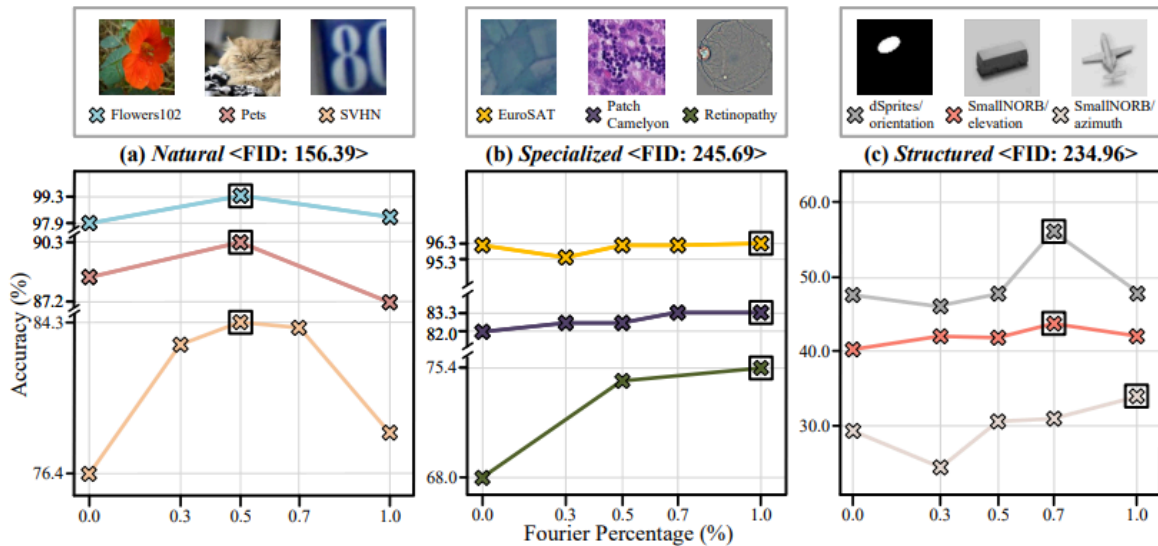 80
Flowers102 Pets SVHN
EuroSAT Patch Camelyon Retinopathy
dSprites/ orientation SmallNORB/ elevation SmallNORB/ azimuth
(a) Natural <FID: 156.39>
(b) Specialized <FID: 245.69>
(c) Structured <FID: 234.96>
Accuracy (%)
99.3
97.9
90.3
87.2
84.3
76.4
0.0 0.3 0.5 0.7 1.0
96.3
95.3
83.3
82.0
75.4
68.0
0.0 0.3 0.5 0.7 1.0
60.0
50.0
40.0
30.0
0.0 0.3 0.5 0.7 1.0
Fourier Percentage (%)